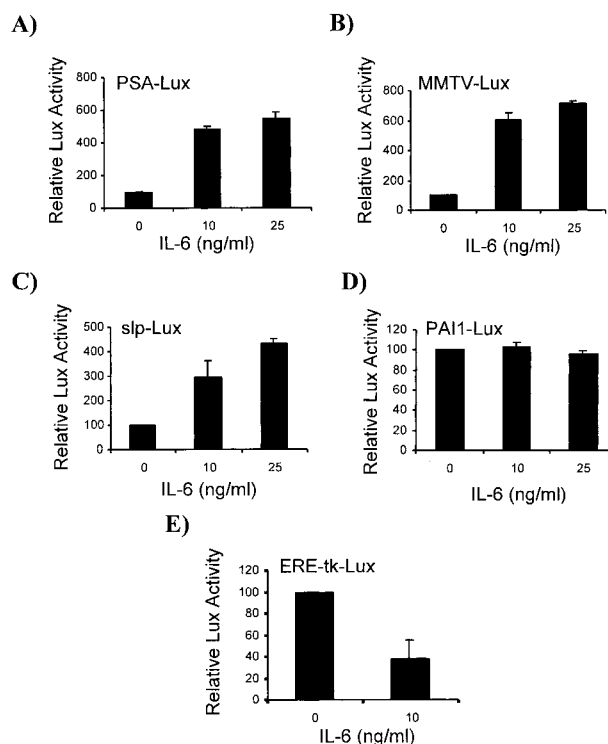 A)
PSA-Lux
Relative Lux Activity
800
600
400
200
0
0 10 25
IL-6 (ng/ml)
B)
MMTV-Lux
Relative Lux Activity
800
600
400
200
0
0 10 25
IL-6 (ng/ml)
C)
slp-Lux
Relative Lux Activity
500
400
300
200
100
0
0 10 25
IL-6 (ng/ml)
D)
PAI1-Lux
Relative Lux Activity
120
100
80
60
40
20
0
0 10 25
IL-6 (ng/ml)
E)
ERE-tk-Lux
Relative Lux Activity
120
100
80
60
40
20
0
0 10
IL-6 (ng/ml)